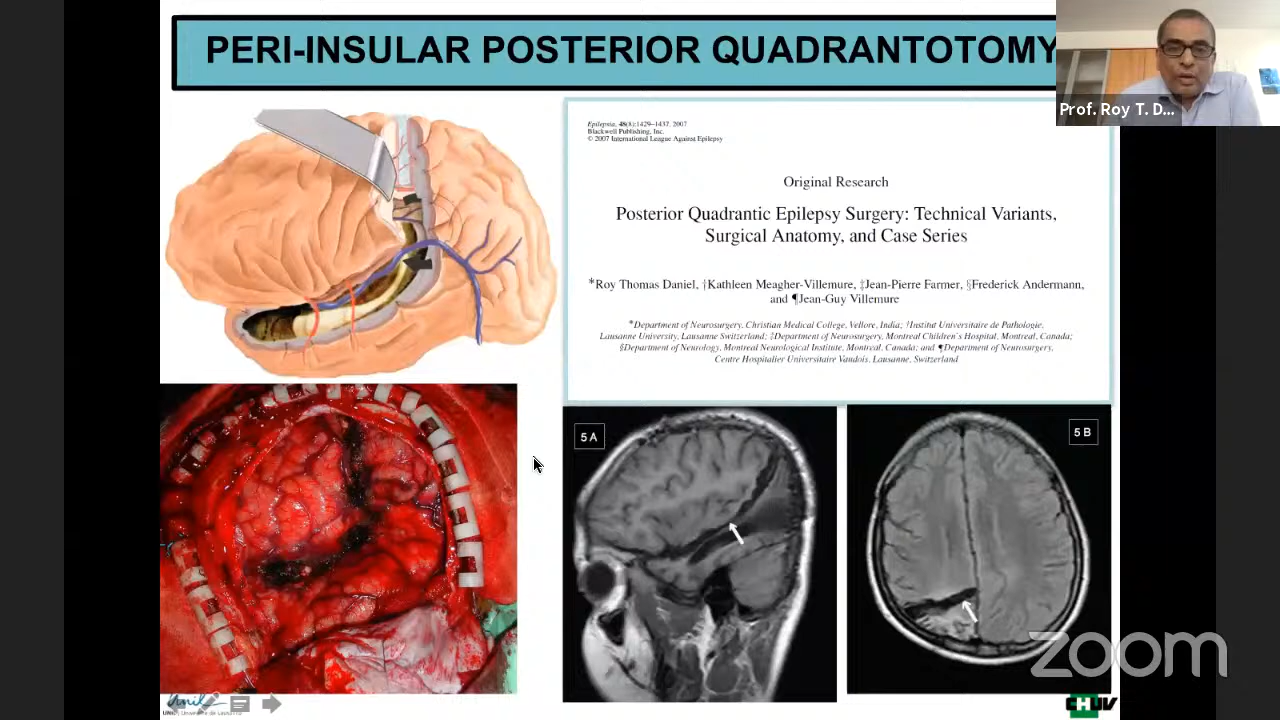 PERI-INSULAR POSTERIOR QUADRANTOTOMY
Prof. Roy T. D...
Epilepsia, 48(8):1429–1437, 2007
Blackwell Publishing, Inc.
© 2007 International League Against Epilepsy
Original Research
Posterior Quadrantic Epilepsy Surgery: Technical Variants,
Surgical Anatomy, and Case Series
*Roy Thomas Daniel, †Kathleen Meagher-Villemure, ‡Jean-Pierre Farmer, §Frederick Andermann,
and ¶Jean-Guy Villemure
*Department of Neurosurgery, Christian Medical College, Vellore, India; †Institut Universitaire de Pathologie,
Lausanne University, Lausanne Switzerland; ‡Department of Neurosurgery, Montreal Children's Hospital, Montreal, Canada;
§Department of Neurology, Montreal Neurological Institute, Montreal, Canada; and ¶Department of Neurosurgery,
Centre Hospitalier Universitaire Vaudois, Lausanne, Switzerland
5 A
5 B
zoom
Unil
CHUV